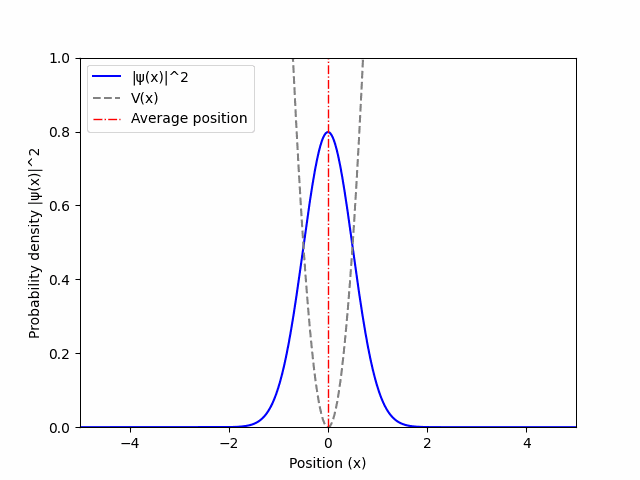 |ψ(x)|^2
V(x)
Average position
Probability density |ψ(x)|^2
1.0
0.8
0.6
0.4
0.2
0.0
−4 −2 0 2 4
Position (x)